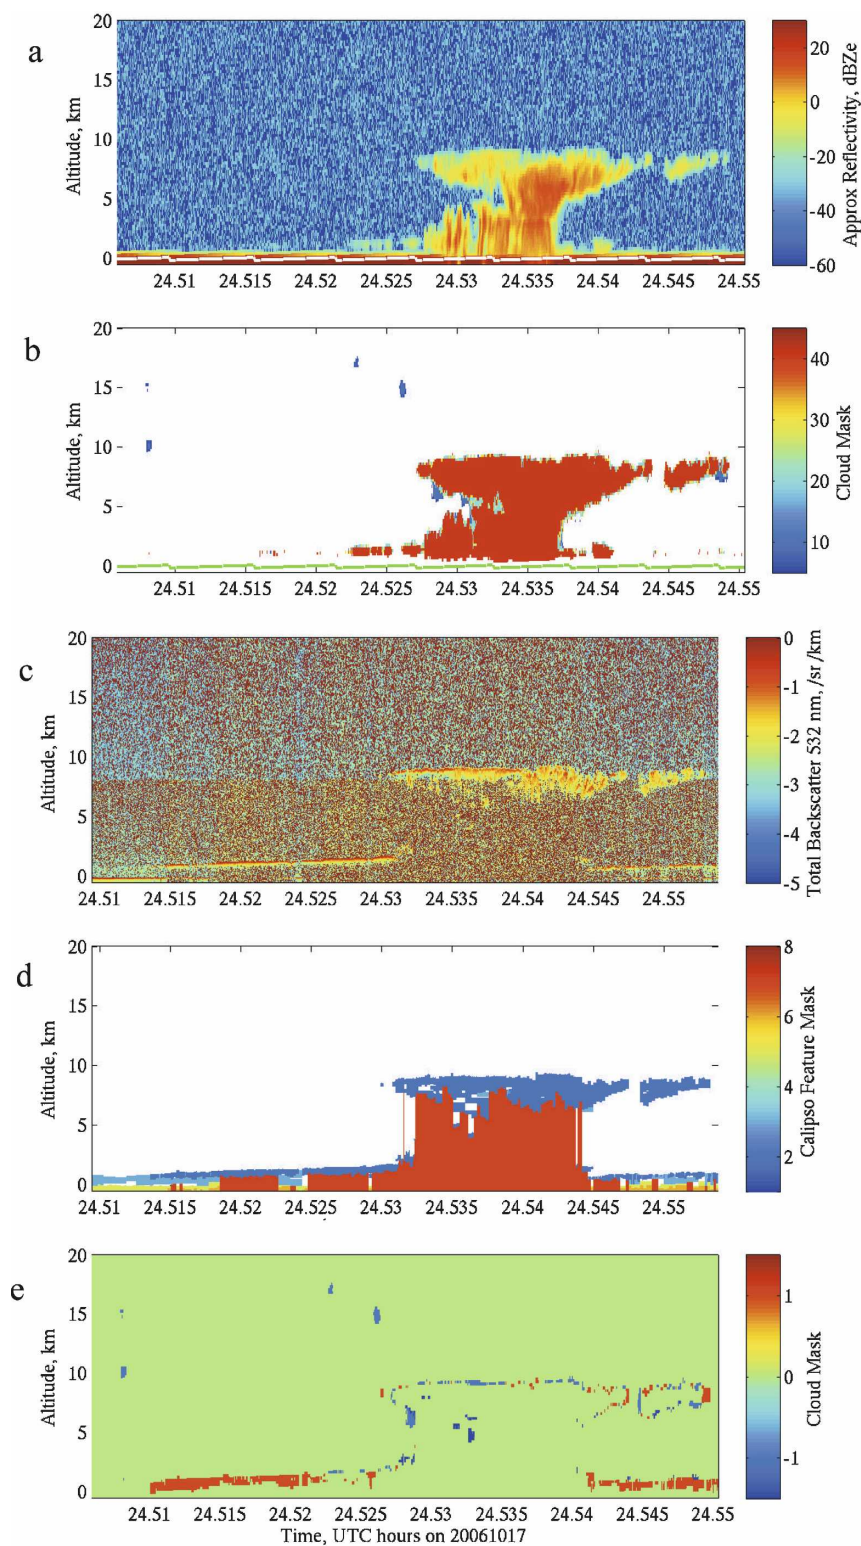 a
20
15
10
5
0
Altitude, km
24.51 24.515 24.52 24.525 24.53 24.535 24.54 24.545 24.55
20
0
-20
-40
-60
Approx Reflectivity, dBZe
b
20
15
10
5
0
Altitude, km
24.51 24.515 24.52 24.525 24.53 24.535 24.54 24.545 24.55
40
30
20
10
Cloud Mask
c
20
15
10
5
0
Altitude, km
24.51 24.515 24.52 24.525 24.53 24.535 24.54 24.545 24.55
0
-1
-2
-3
-4
-5
Total Backscatter 532 nm, /sr/km
d
20
15
10
5
0
Altitude, km
24.51 24.515 24.52 24.525 24.53 24.535 24.54 24.545 24.55
8
6
4
2
Calipso Feature Mask
e
20
15
10
5
0
Altitude, km
24.51 24.515 24.52 24.525 24.53 24.535 24.54 24.545 24.55
Time, UTC hours on 20061017
1
0
-1
Cloud Mask